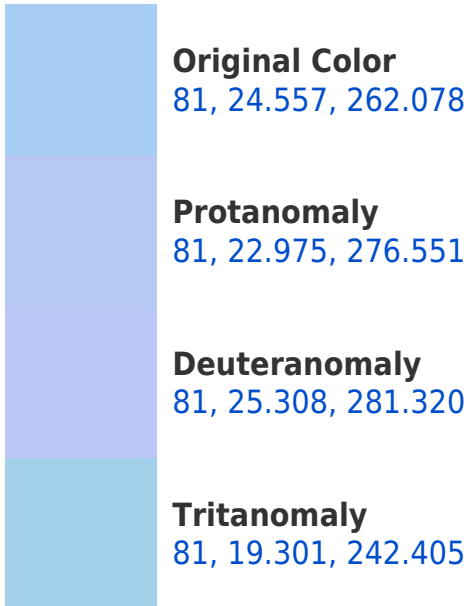 Original Color
81, 24.557, 262.078
Protanomaly
81, 22.975, 276.551
Deuteranomaly
81, 25.308, 281.320
Tritanomaly
81, 19.301, 242.405